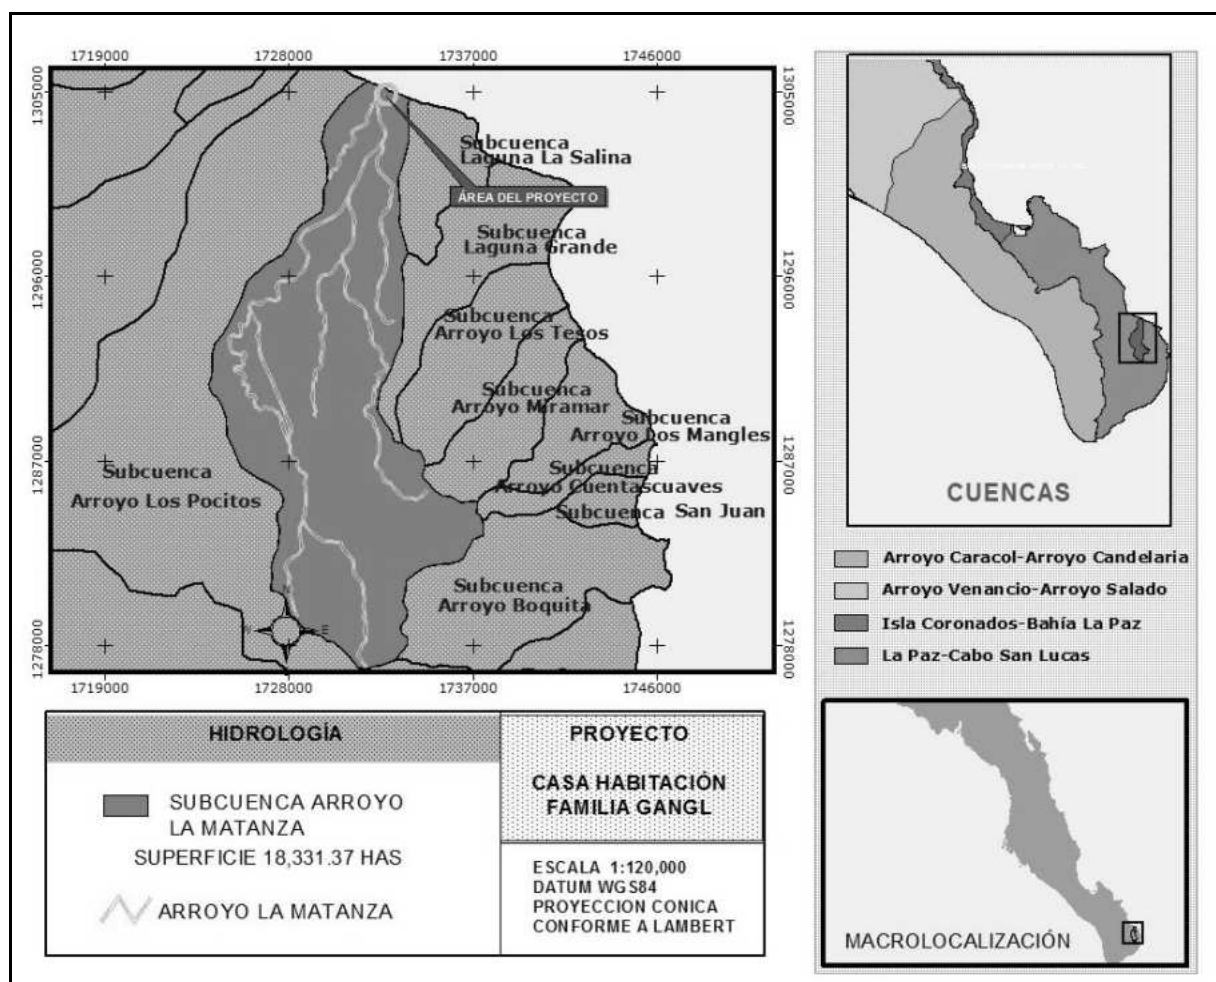 1719000 1728000 1737000 1746000
1305000
1305000
Subcuenca
Laguna La Salina
ÁREA DEL PROYECTO
Subcuenca
Laguna Grande
1296000
1296000
Subcuenca
Arroyo Los Tesos
Subcuenca
Arroyo Miramar
Subcuenca
Arroyo Los Mangles
1287000
1287000
Subcuenca
Arroyo Los Pocitos
Subcuenca
Arroyo Cuentascuaves
Subcuenca San Juan
Subcuenca
Arroyo Boquita
N
E
1278000
1278000
1719000 1728000 1737000 1746000
CUENCAS
Arroyo Caracol-Arroyo Candelaria
Arroyo Venancio-Arroyo Salado
Isla Coronados-Bahía La Paz
La Paz-Cabo San Lucas
HIDROLOGÍA
SUBCUENCA ARROYO
LA MATANZA
SUPERFICIE 18,331.37 HAS
ARROYO LA MATANZA
PROYECTO
CASA HABITACIÓN
FAMILIA GANGL
ESCALA 1:120,000
DATUM WGS84
PROYECCION CONICA
CONFORME A LAMBERT
MACROLOCALIZACIÓN